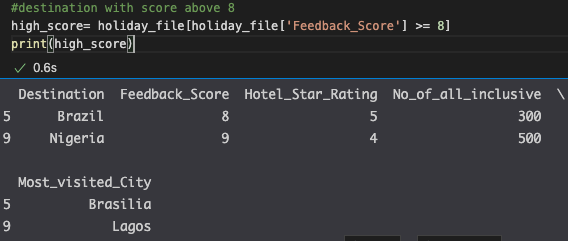 #destination with score above 8
high_score= holiday_file[holiday_file['Feedback_Score'] >= 8]
print(high_score)
0.6s
Destination Feedback_Score Hotel_Star_Rating No_of_all_inclusive \
5 Brazil 8 5 300
9 Nigeria 9 4 500
Most_visited_City
5 Brasilia
9 Lagos